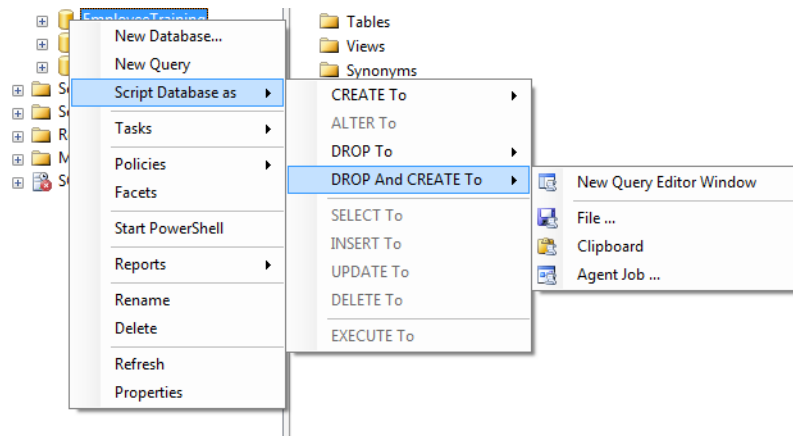 EmployeeTraining
Tables
Views
Synonyms
New Database...
New Query
Script Database as
Tasks
Policies
Facets
Start PowerShell
Reports
Rename
Delete
Refresh
Properties
CREATE To
ALTER To
DROP To
DROP And CREATE To
SELECT To
INSERT To
UPDATE To
DELETE To
EXECUTE To
New Query Editor Window
File ...
Clipboard
Agent Job ...